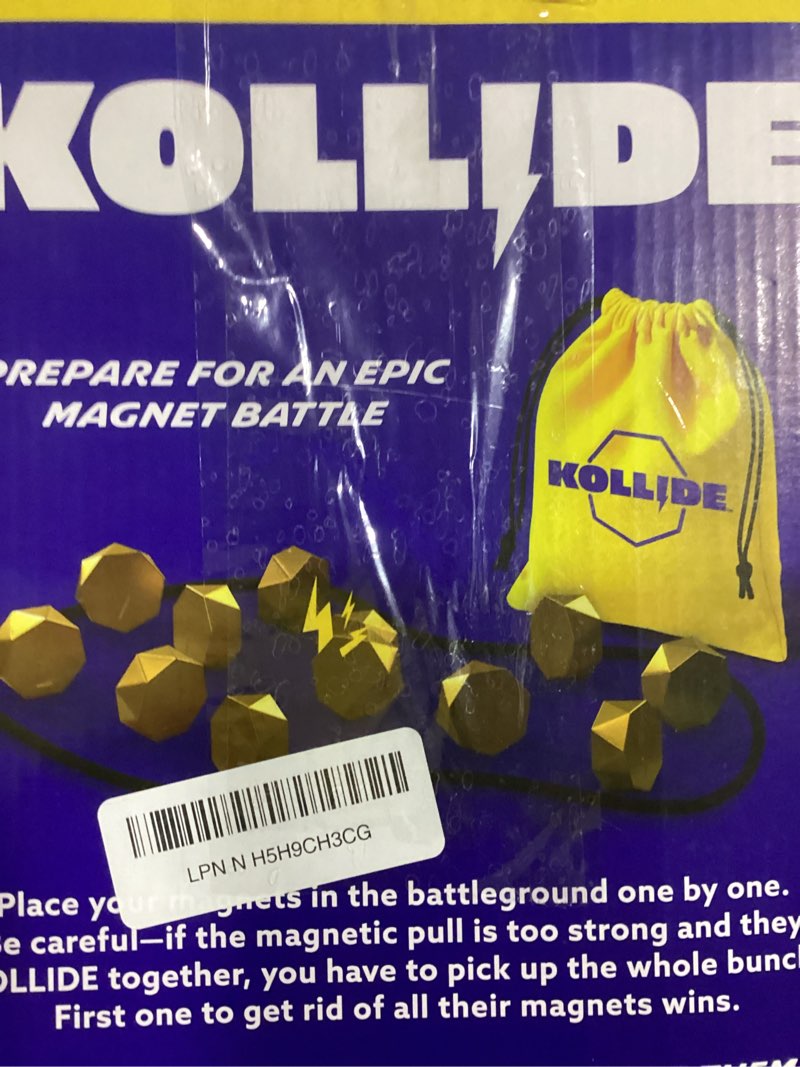 KOLLIDE
PREPARE FOR AN EPIC
MAGNET BATTLE
KOLLIDE
LPN N H5H9CH3CG
Place your magnets in the battleground one by one.
e careful—if the magnetic pull is too strong and they
OLLIDE together, you have to pick up the whole bunc
First one to get rid of all their magnets wins.